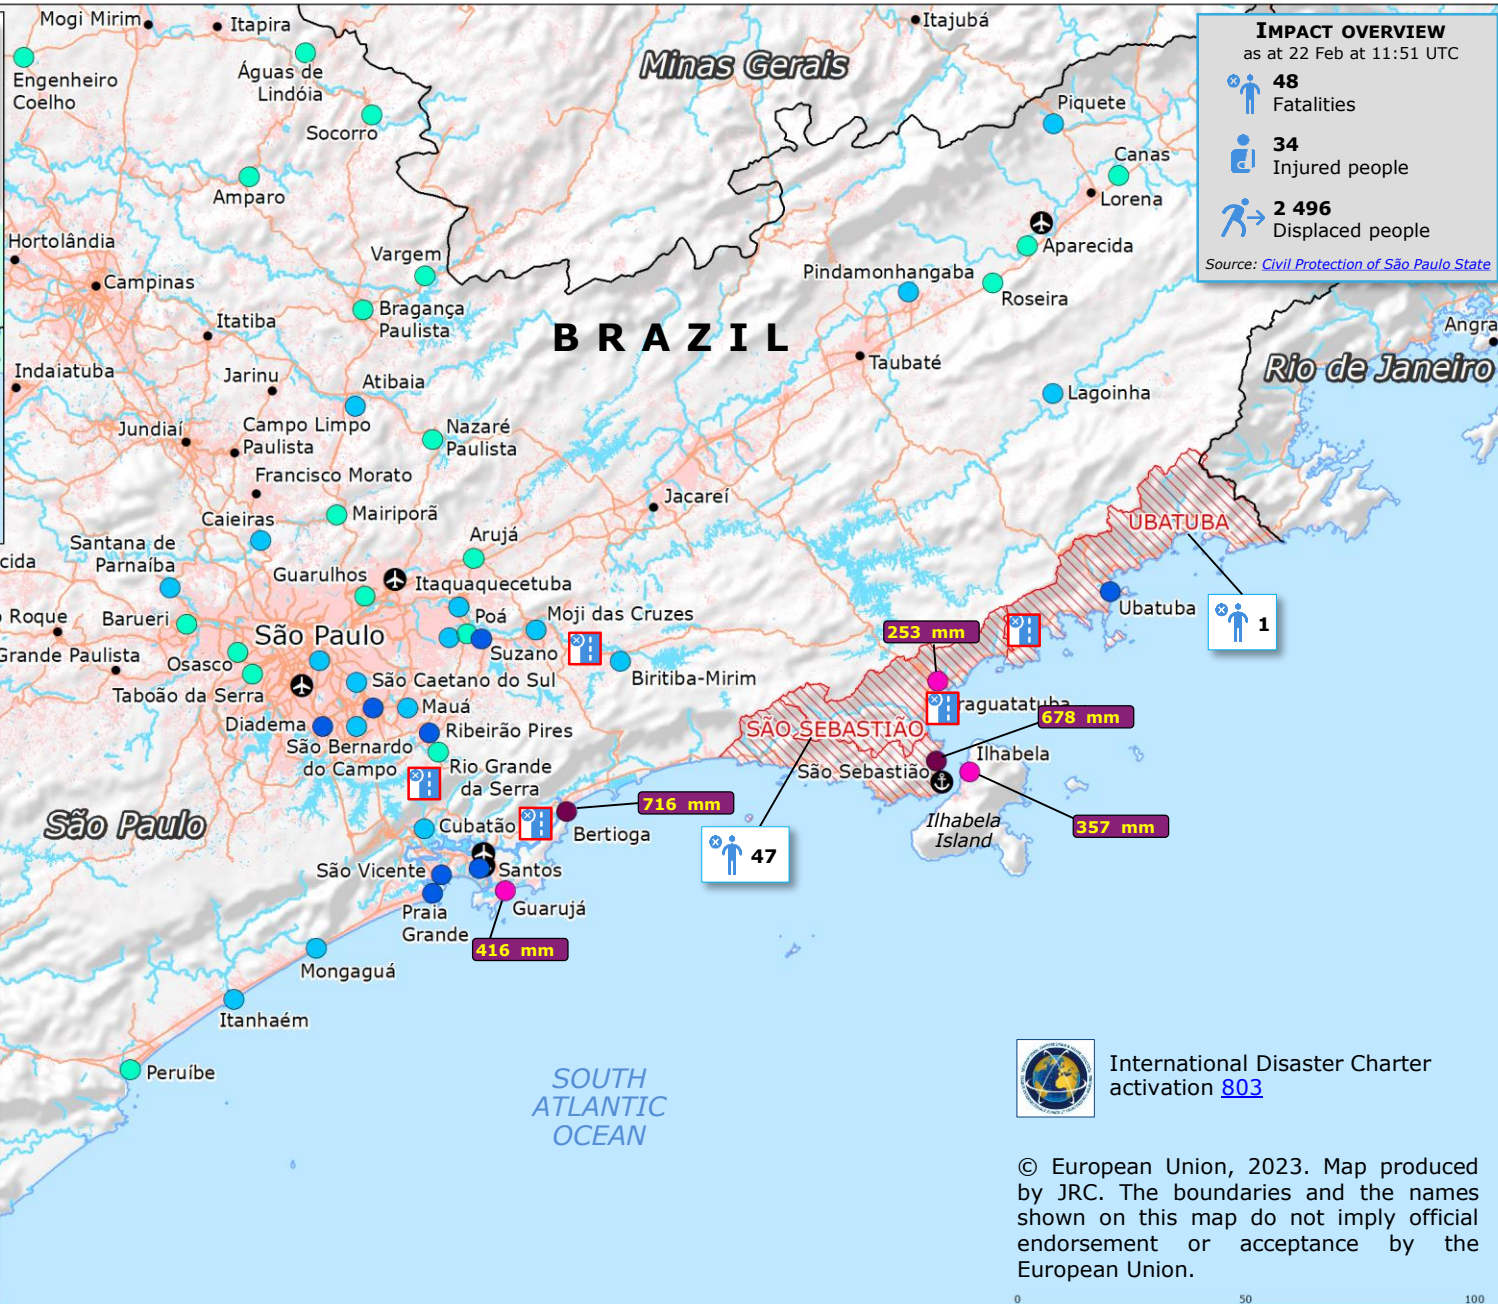 Mogi Mirim
Itapira
Itajubá
Engenheiro
Coelho
Águas de
Lindóia
Minas Gerais
IMPACT OVERVIEW
as at 22 Feb at 11:51 UTC
48
Fatalities
34
Injured people
2 496
Displaced people
Source: Civil Protection of São Paulo State
Piquete
Socorro
Canas
Lorena
Amparo
Aparecida
Hortolândia
Vargem
Pindamonhangaba
Campinas
Roseira
Bragança
Paulista
Itatiba
BRAZIL
Angra
Taubaté
Rio de Janeiro
Indaiatuba
Jarinu
Atibaia
Lagoinha
Jundiaí
Campo Limpo
Paulista
Nazaré
Paulista
Francisco Morato
Jacareí
Caieiras
Mairiporã
UBATUBA
Arujá
Santana de
Parnaíba
cida
Guarulhos
Itaquaquecetuba
Roque
Barueri
Poá
Moji das Cruzes
Ubatuba
1
São Paulo
253 mm
Suzano
Grande Paulista
Osasco
Biritiba-Mirim
São Caetano do Sul
Taboão da Serra
Mauá
raguatatuba
678 mm
Diadema
Ribeirão Pires
SÃO SEBASTIÃO
São Bernardo
do Campo
Ilhabela
Rio Grande
da Serra
São Sebastião
716 mm
São Paulo
Cubatão
Bertioga
Ilhabela
Island
357 mm
47
São Vicente
Santos
Praia
Grande
Guarujá
416 mm
Mongaguá
Itanhaém
Peruíbe
SOUTH
ATLANTIC
OCEAN
International Disaster Charter
activation 803
© European Union, 2023. Map produced
by JRC. The boundaries and the names
shown on this map do not imply official
endorsement or acceptance by the
European Union.
0 50 100